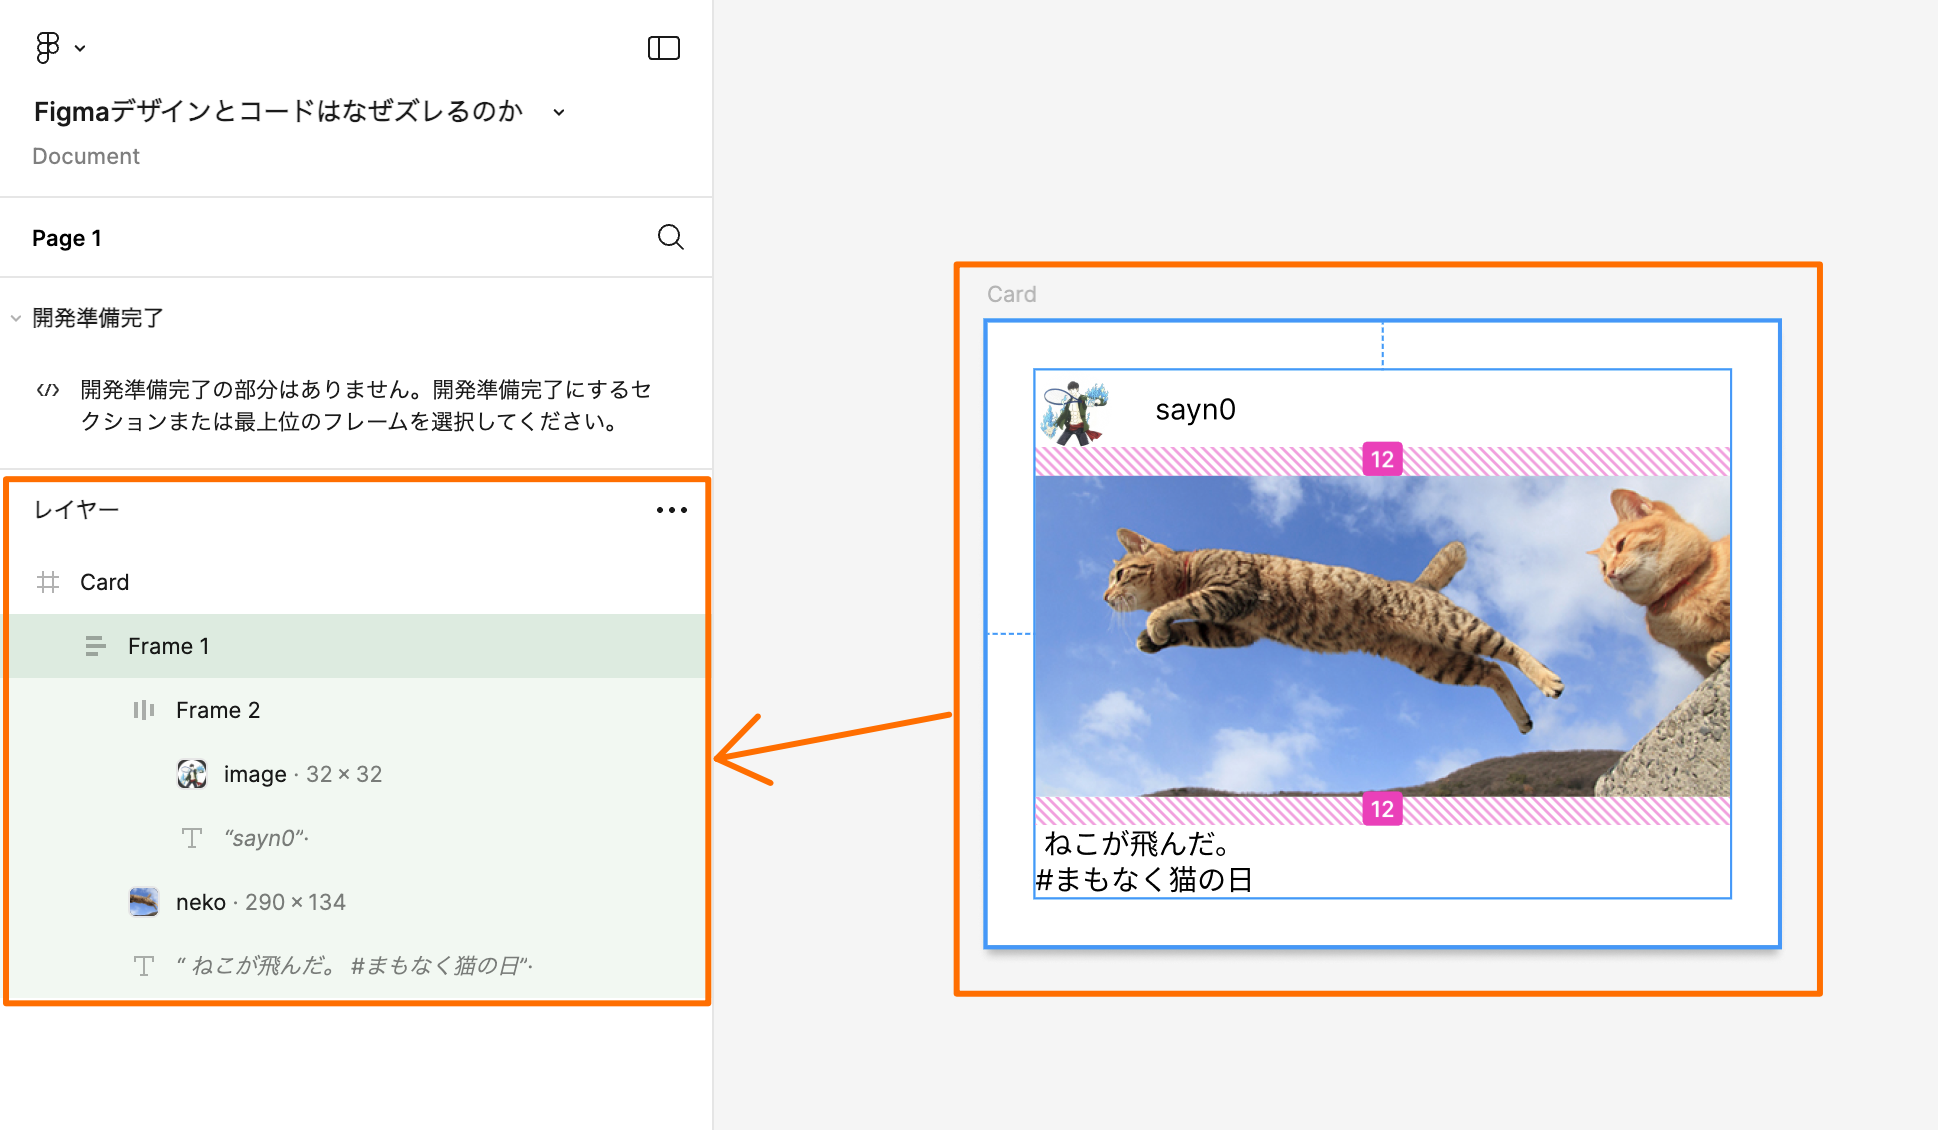 Figmaデザインとコードはなぜズレるのか
Document
Page 1
開発準備完了
開発準備完了の部分はありません。開発準備完了にするセ
クションまたは最上位のフレームを選択してください。
レイヤー
Card
Frame 1
Frame 2
image · 32 × 32
“sayn0”·
neko · 290 × 134
“ ねこが飛んだ。 #まもなく猫の日”·
Card
sayn0
12
12
ねこが飛んだ。
#まもなく猫の日